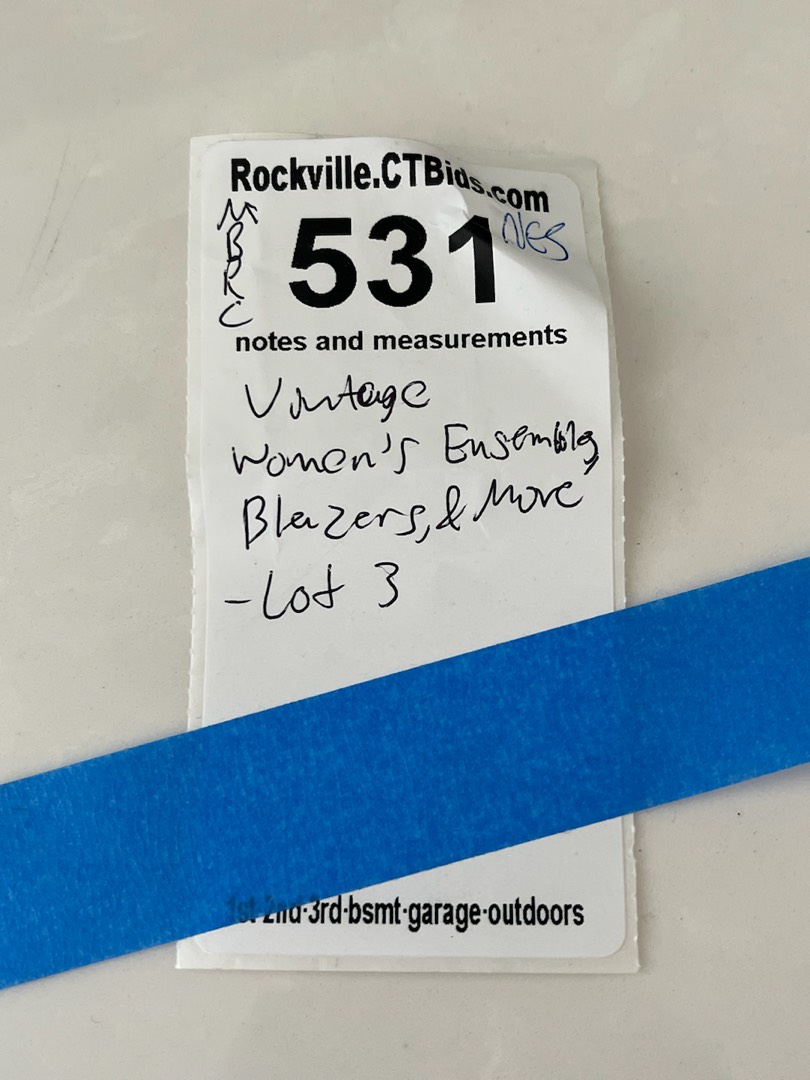 Rockville.CTBids.com
531
NES
notes and measurements
Vintage
Women's Ensembles,
Blazers, & More
-Lot 3
1st·2nd·3rd·bsmt·garage·outdoors